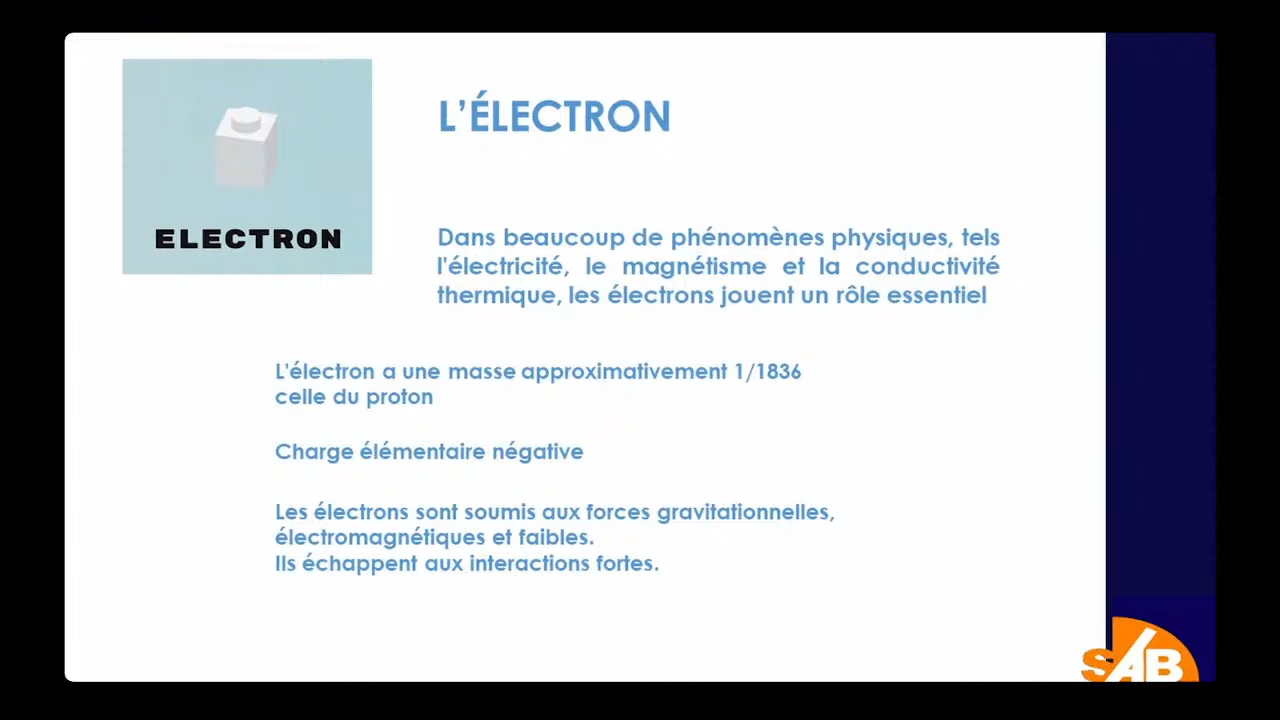 ELECTRON
L'ÉLECTRON
Dans beaucoup de phénomènes physiques, tels
l'électricité, le magnétisme et la conductivité
thermique, les électrons jouent un rôle essentiel
L'électron a une masse approximativement 1/1836
celle du proton
Charge élémentaire négative
Les électrons sont soumis aux forces gravitationnelles,
électromagnétiques et faibles.
Ils échappent aux interactions fortes.
SAB